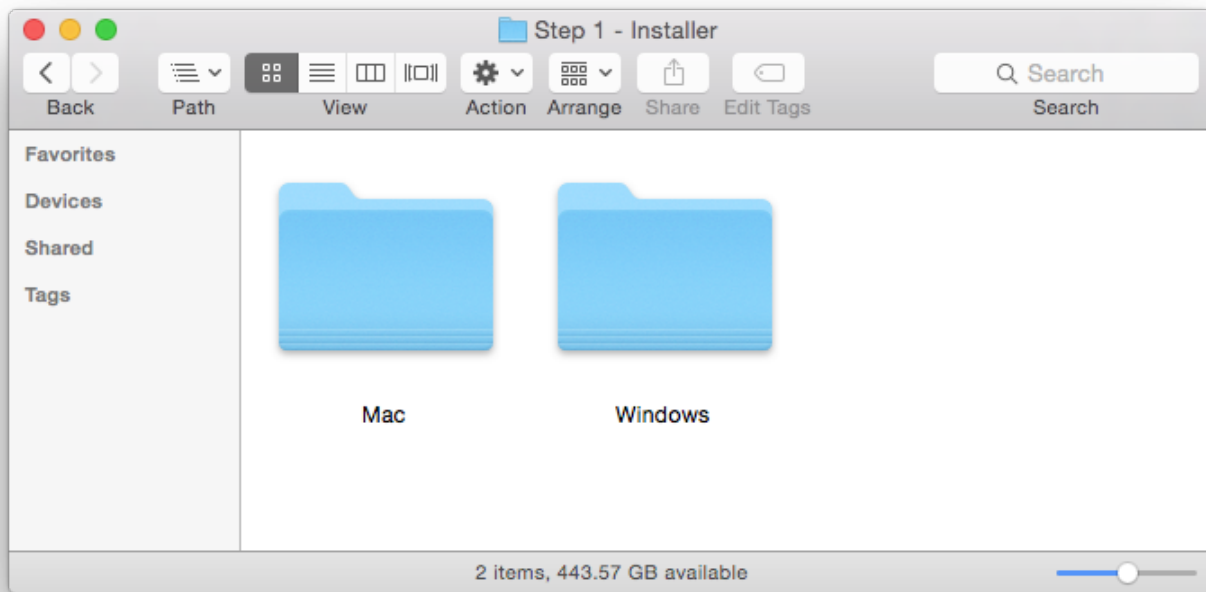 Step 1 - Installer
Search
Back Path View Action Arrange Share Edit Tags Search
Favorites
Devices
Shared
Tags
Mac Windows
2 items, 443.57 GB available